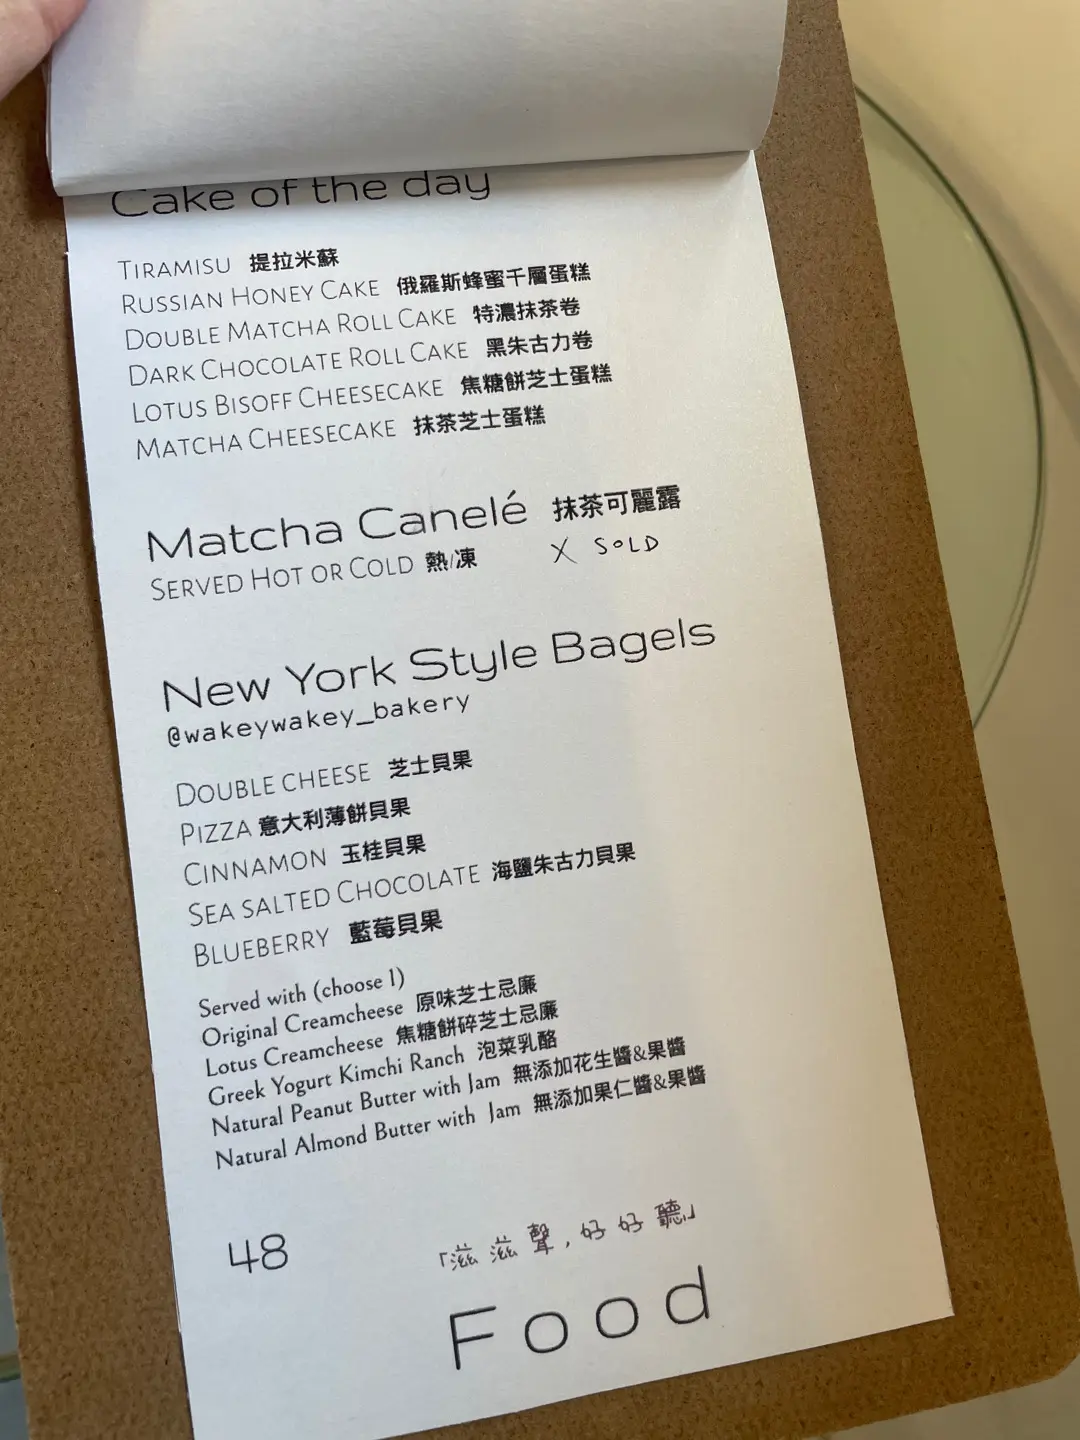 Cake of the day
TIRAMISU 提拉米蘇
RUSSIAN HONEY CAKE 俄羅斯蜂蜜千層蛋糕
DOUBLE MATCHA ROLL CAKE 特濃抹茶卷
DARK CHOCOLATE ROLL CAKE 黑朱古力卷
LOTUS BISOFF CHEESECAKE 焦糖餅芝士蛋糕
MATCHA CHEESECAKE 抹茶芝士蛋糕
Matcha Canelé 抹茶可麗露
SERVED HOT OR COLD 熱/凍 X SOLD
New York Style Bagels
@wakeywakey_bakery
DOUBLE CHEESE 芝士貝果
PIZZA 意大利薄餅貝果
CINNAMON 玉桂貝果
SEA SALTED CHOCOLATE 海鹽朱古力貝果
BLUEBERRY 藍莓貝果
Served with (choose 1)
Original Creamcheese 原味芝士忌廉
Lotus Creamcheese 焦糖餅碎芝士忌廉
Greek Yogurt Kimchi Ranch 泡菜乳酪
Natural Peanut Butter with Jam 無添加花生醬&果醬
Natural Almond Butter with Jam 無添加果仁醬&果醬
48
「滋滋聲，好好聽」
Food